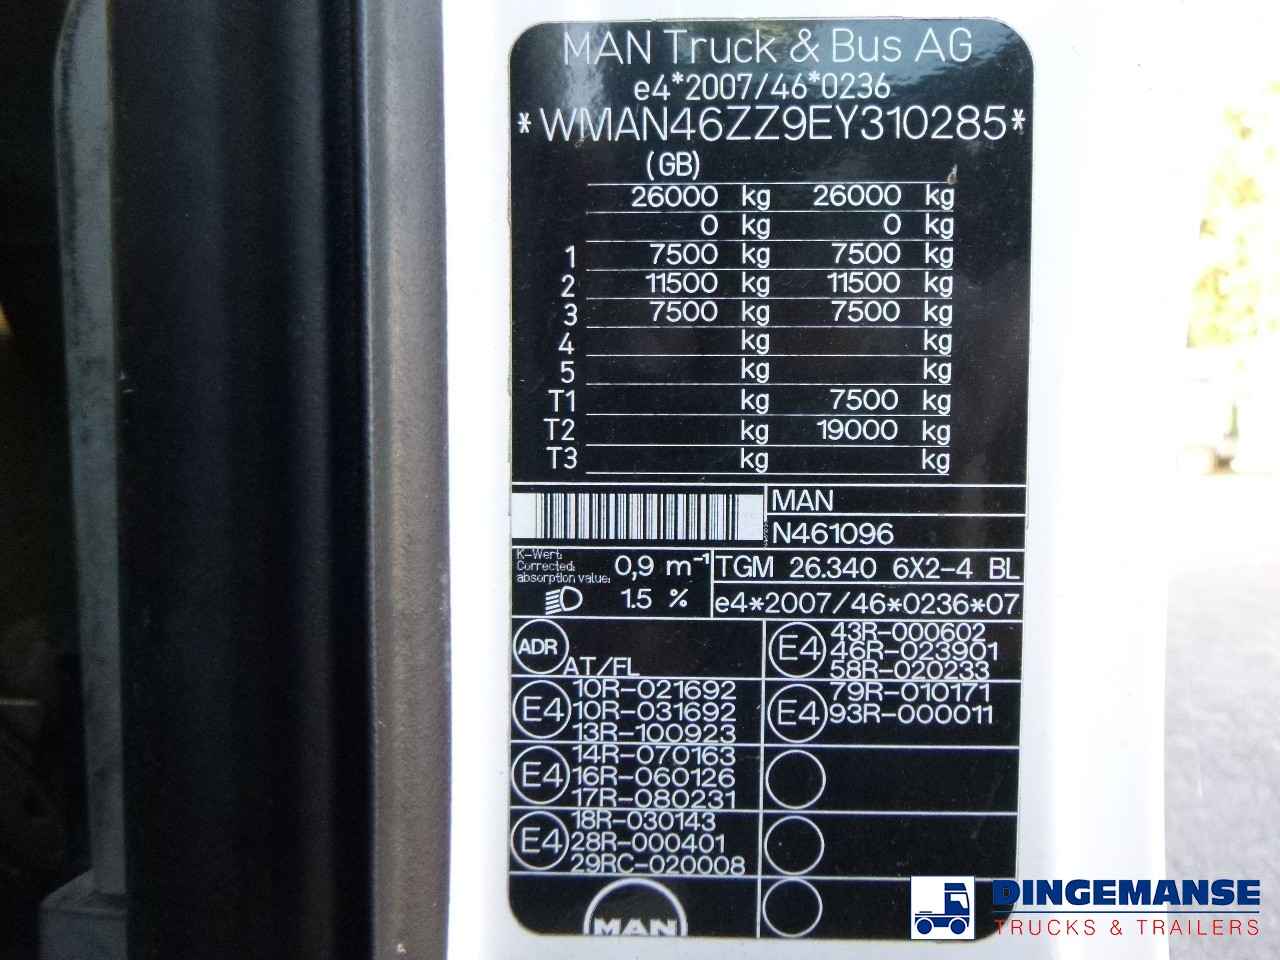 MAN Truck & Bus AG
e4*2007/46*0236
*WMAN46ZZ9EY310285*
(GB)
26000 kg 26000 kg
0 kg 0 kg
1 7500 kg 7500 kg
2 11500 kg 11500 kg
3 7500 kg 7500 kg
4 kg kg
5 kg kg
T1 kg 7500 kg
T2 kg 19000 kg
T3 kg kg
MAN
N461096
K-Wert:
Corrected:
absorption value: 0,9 m⁻¹
1.5 %
TGM 26.340 6X2-4 BL
e4*2007/46*0236*07
ADR AT/FL
E4
10R-021692
10R-031692
13R-100923
E4
14R-070163
16R-060126
17R-080231
E4
18R-030143
28R-000401
29RC-020008
E4
43R-000602
46R-023901
58R-020233
E4
79R-010171
93R-000011
MAN
DINGEMANSE
TRUCKS & TRAILERS